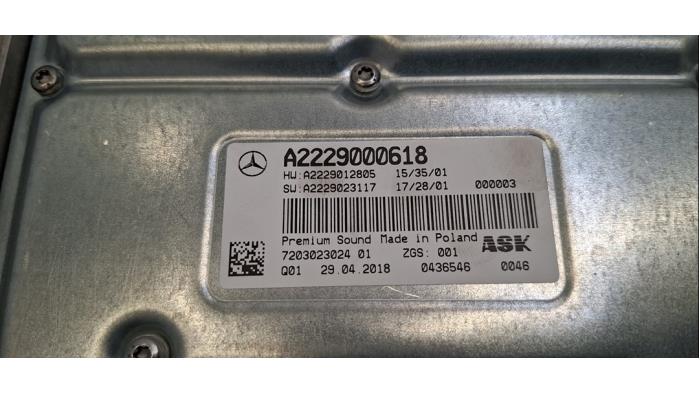 A2229000618
HW:A2229012805 15/35/01
SW:A2229023117 17/28/01 000003
Premium Sound Made in Poland ASK
7203023024 01 ZGS: 001
Q01 29.04.2018 0436546 0046